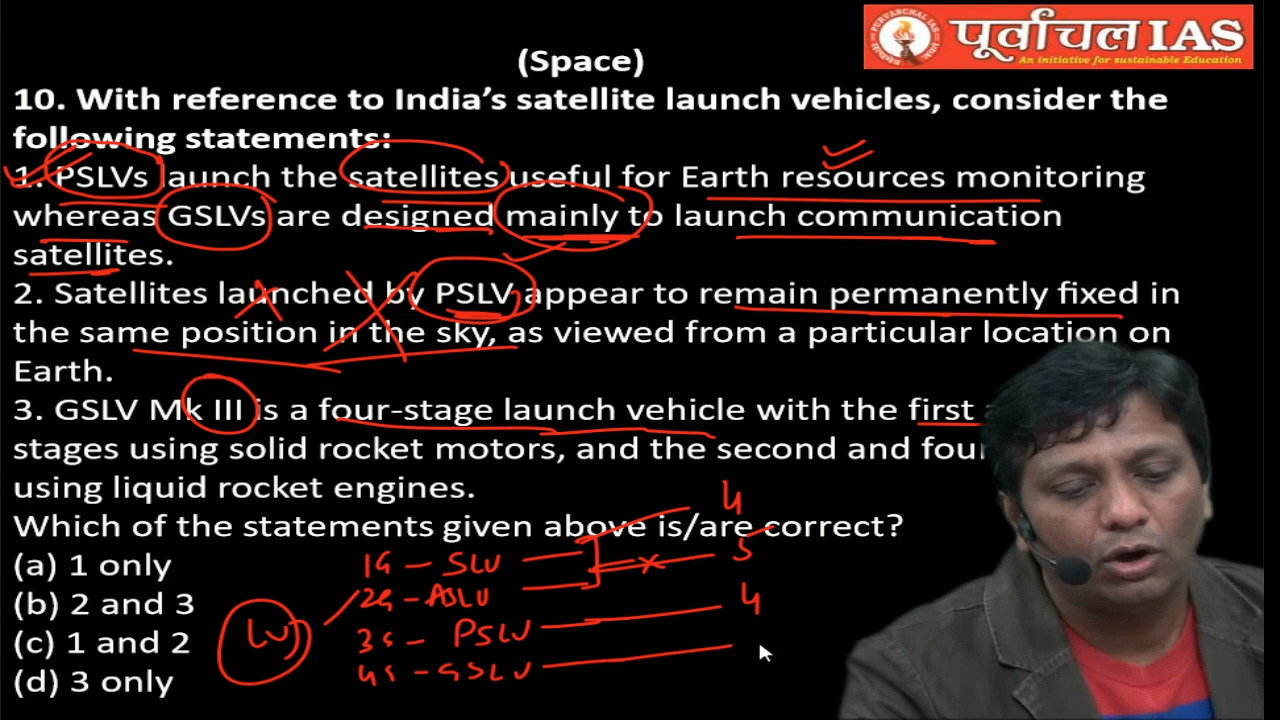 PURVANCHAL IAS
पूर्वांचल IAS
An initiative for sustainable Education
(Space)
10. With reference to India's satellite launch vehicles, consider the
following statements:
1. PSLVs launch the satellites useful for Earth resources monitoring
whereas GSLVs are designed mainly to launch communication
satellites.
2. Satellites launched by PSLV appear to remain permanently fixed in
the same position in the sky, as viewed from a particular location on
Earth.
3. GSLV Mk III is a four-stage launch vehicle with the first
stages using solid rocket motors, and the second and
using liquid rocket engines.
Which of the statements given above is/are correct?
4
(a) 1 only
1G - SLV
5
(b) 2 and 3
2G - ASLV
4
(c) 1 and 2
LV
3G - PSLV
(d) 3 only
4G - GSLV